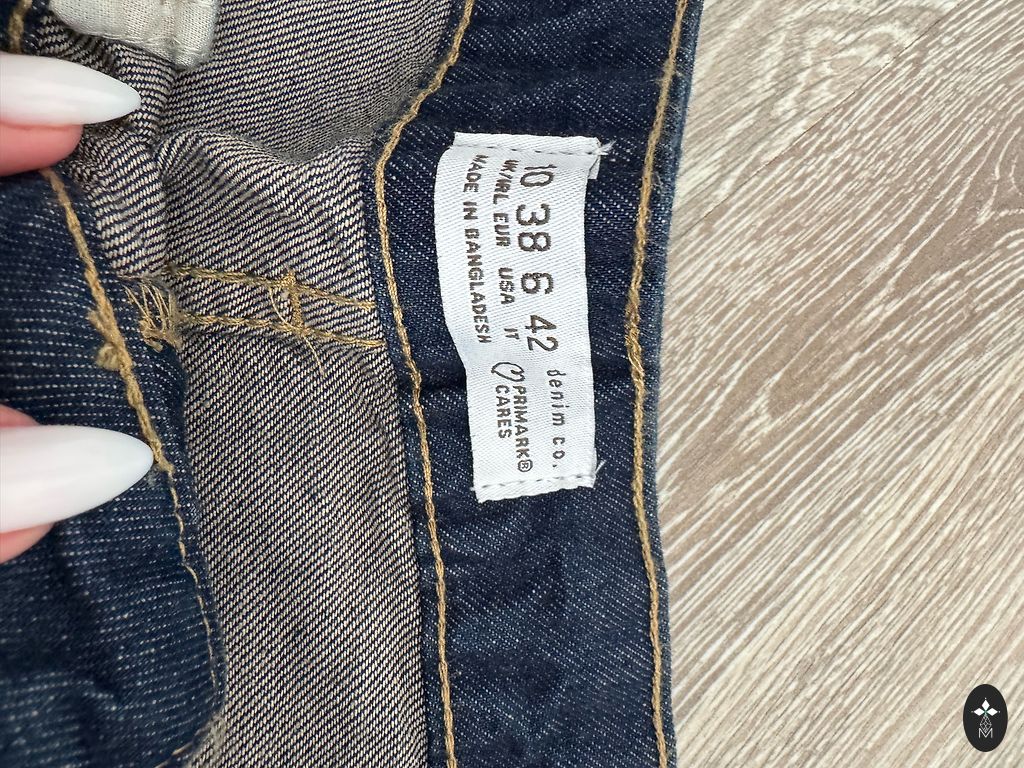 denim co.
10 38 6 42
UK/IRL EUR USA IT
PRIMARK®
CARES
MADE IN BANGLADESH
M